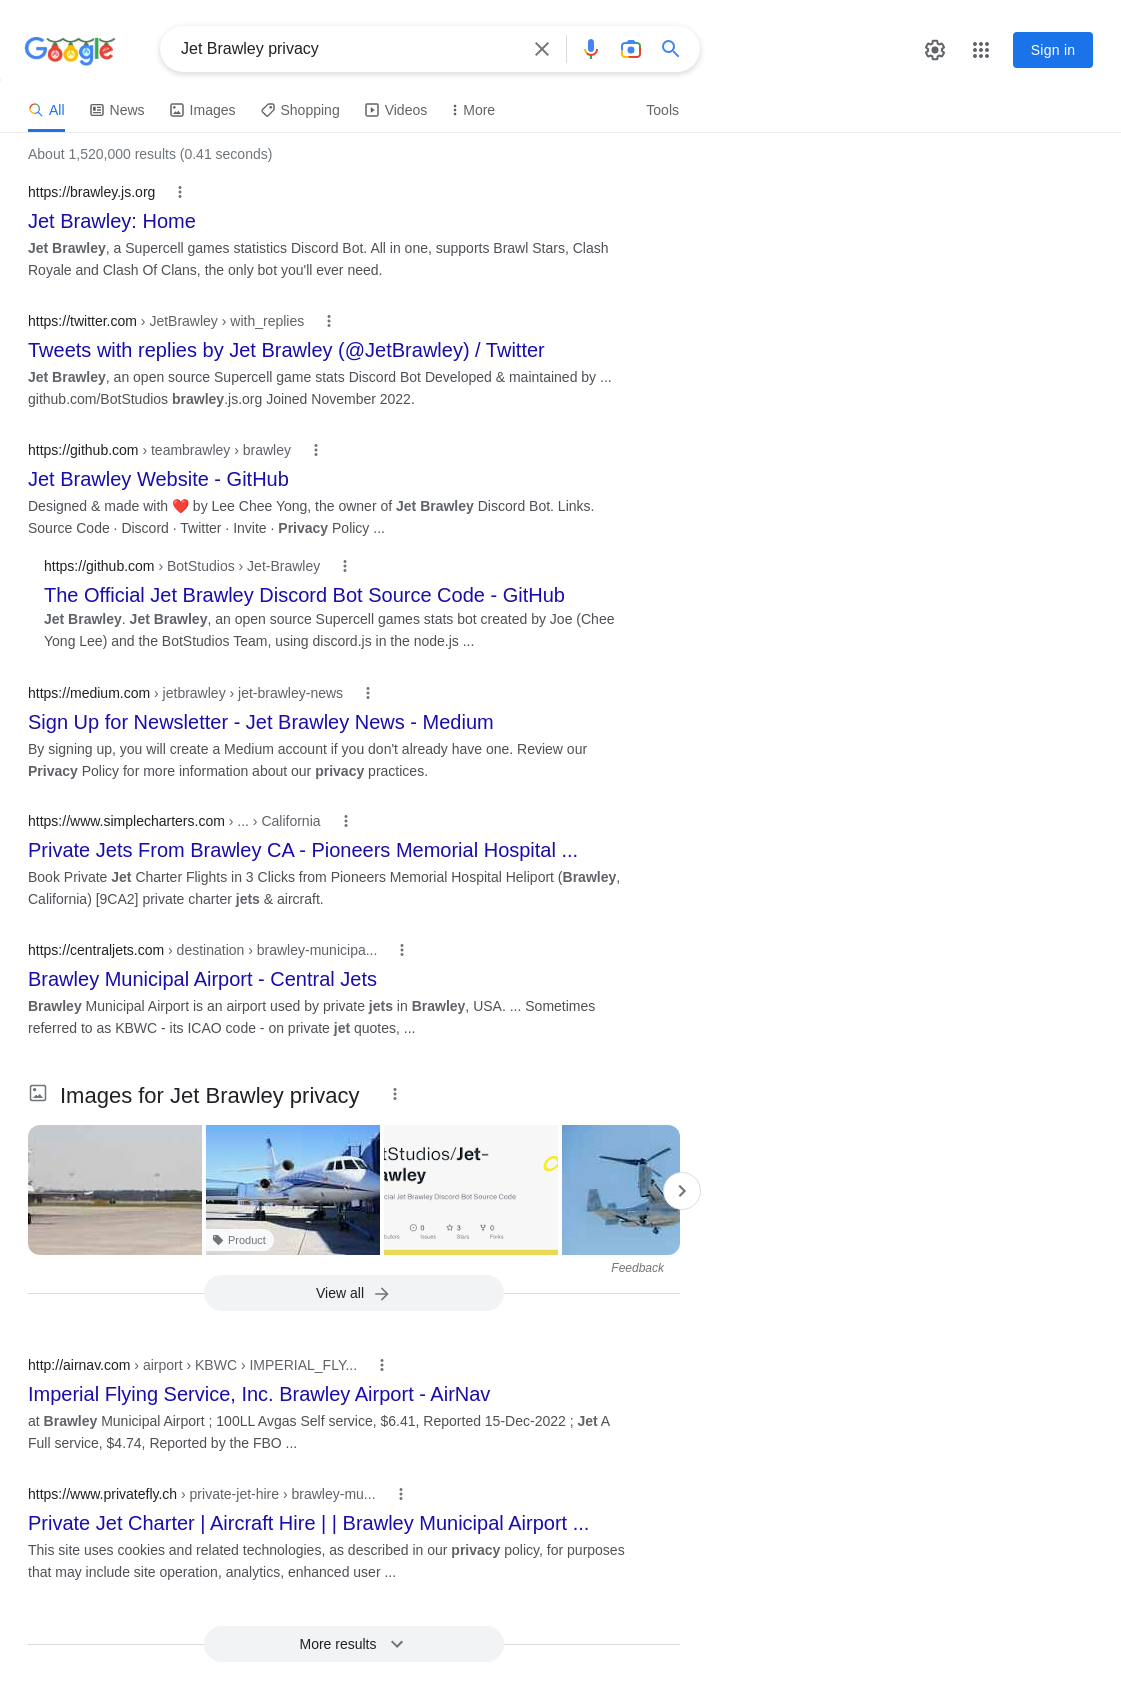 Google
Jet Brawley privacy
Sign in
All
News
Images
Shopping
Videos
More
Tools
About 1,520,000 results (0.41 seconds)
https://brawley.js.org
Jet Brawley: Home
Jet Brawley, a Supercell games statistics Discord Bot. All in one, supports Brawl Stars, Clash
Royale and Clash Of Clans, the only bot you'll ever need.
https://twitter.com › JetBrawley › with_replies
Tweets with replies by Jet Brawley (@JetBrawley) / Twitter
Jet Brawley, an open source Supercell game stats Discord Bot Developed & maintained by ...
github.com/BotStudios brawley.js.org Joined November 2022.
https://github.com › teambrawley › brawley
Jet Brawley Website - GitHub
Designed & made with ❤️ by Lee Chee Yong, the owner of Jet Brawley Discord Bot. Links.
Source Code · Discord · Twitter · Invite · Privacy Policy ...
https://github.com › BotStudios › Jet-Brawley
The Official Jet Brawley Discord Bot Source Code - GitHub
Jet Brawley. Jet Brawley, an open source Supercell games stats bot created by Joe (Chee
Yong Lee) and the BotStudios Team, using discord.js in the node.js ...
https://medium.com › jetbrawley › jet-brawley-news
Sign Up for Newsletter - Jet Brawley News - Medium
By signing up, you will create a Medium account if you don't already have one. Review our
Privacy Policy for more information about our privacy practices.
https://www.simplecharters.com › ... › California
Private Jets From Brawley CA - Pioneers Memorial Hospital ...
Book Private Jet Charter Flights in 3 Clicks from Pioneers Memorial Hospital Heliport (Brawley,
California) [9CA2] private charter jets & aircraft.
https://centraljets.com › destination › brawley-municipa...
Brawley Municipal Airport - Central Jets
Brawley Municipal Airport is an airport used by private jets in Brawley, USA. ... Sometimes
referred to as KBWC - its ICAO code - on private jet quotes, ...
Images for Jet Brawley privacy
tStudios/Jet-
awley
cial Jet Brawley Discord Bot Source Code
0 3 0
butors Issues Stars Forks
Product
Feedback
View all
http://airnav.com › airport › KBWC › IMPERIAL_FLY...
Imperial Flying Service, Inc. Brawley Airport - AirNav
at Brawley Municipal Airport ; 100LL Avgas Self service, $6.41, Reported 15-Dec-2022 ; Jet A
Full service, $4.74, Reported by the FBO ...
https://www.privatefly.ch › private-jet-hire › brawley-mu...
Private Jet Charter | Aircraft Hire | | Brawley Municipal Airport ...
This site uses cookies and related technologies, as described in our privacy policy, for purposes
that may include site operation, analytics, enhanced user ...
More results